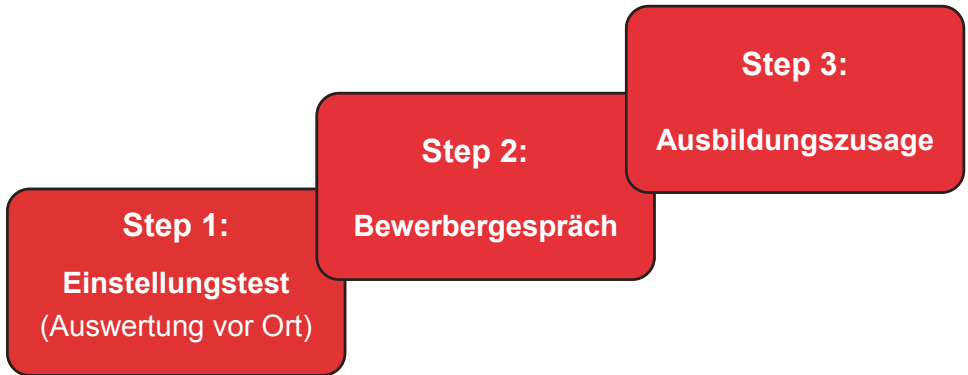 Step 1:
Einstellungstest
(Auswertung vor Ort)
Step 2:
Bewerbergespräch
Step 3:
Ausbildungszusage